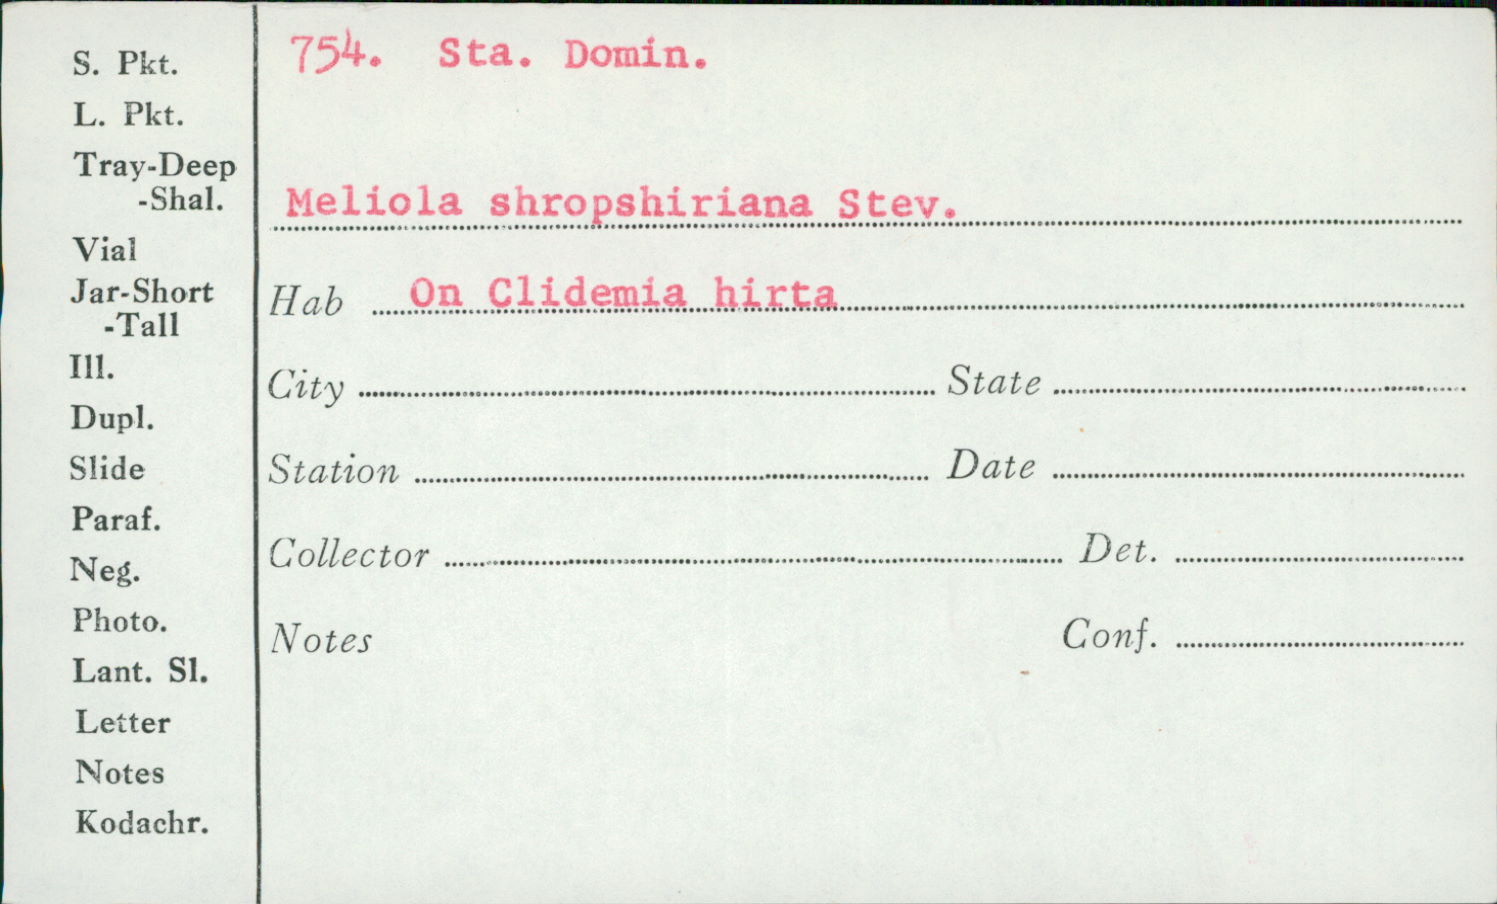 754. Sta. Domin.
Meliola shropshiriana Stev.
Hab On Clidemia hirta
City State
Station Date
Collector Det.
Notes Conf.
S. Pkt.
L. Pkt.
Tray-Deep
-Shal.
Vial
Jar-Short
-Tall
Ill.
Dupl.
Slide
Paraf.
Neg.
Photo.
Lant. Sl.
Letter
Notes
Kodachr.